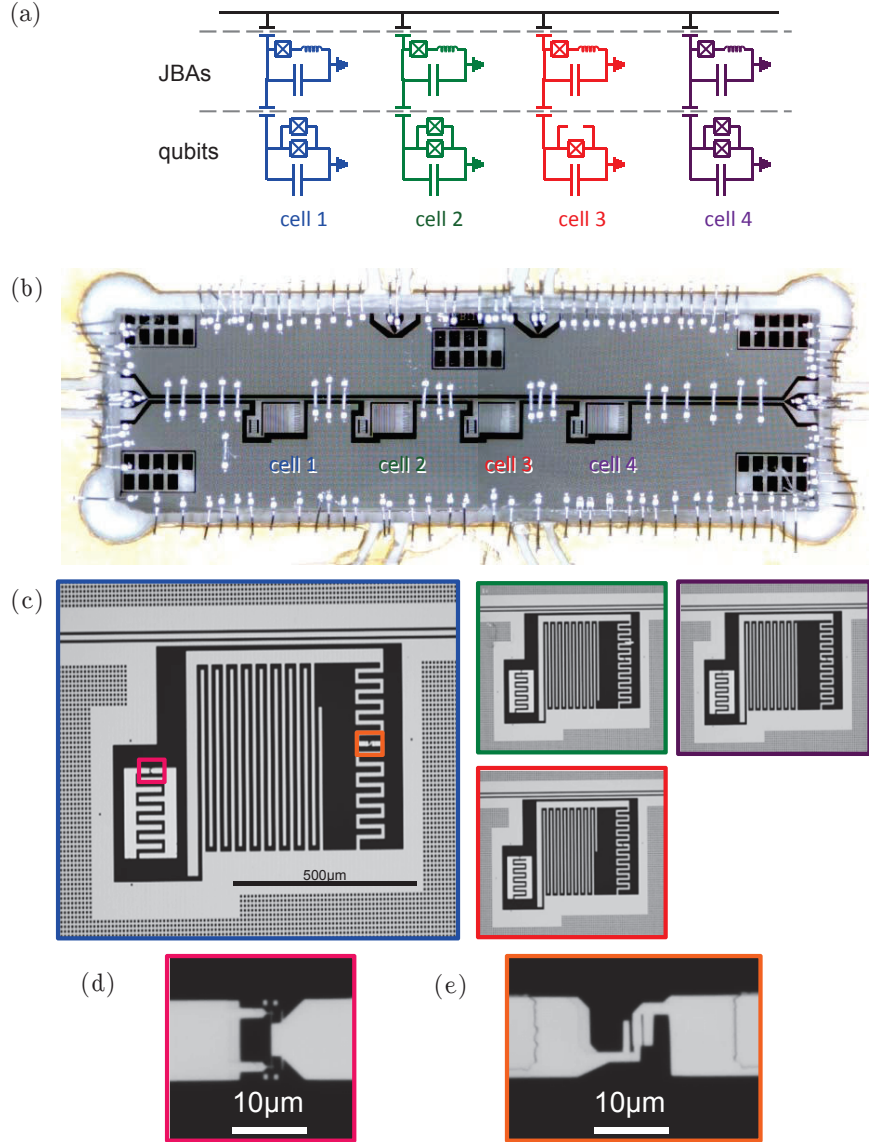 (a)
JBAs
qubits
cell 1 cell 2 cell 3 cell 4
(b)
cell 1 cell 2 cell 3 cell 4
(c)
500µm
(d)
(e)
10µm
10µm